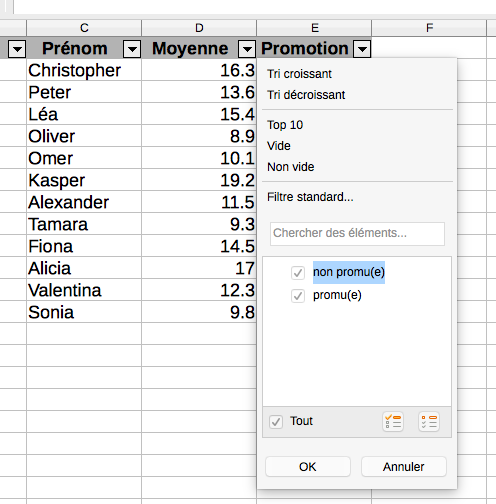 C D E F
Prénom Moyenne Promotion
Christopher 16.3
Peter 13.6
Léa 15.4
Oliver 8.9
Omer 10.1
Kasper 19.2
Alexander 11.5
Tamara 9.3
Fiona 14.5
Alicia 17
Valentina 12.3
Sonia 9.8
Tri croissant
Tri décroissant
Top 10
Vide
Non vide
Filtre standard...
Chercher des éléments...
non promu(e)
promu(e)
Tout
OK Annuler